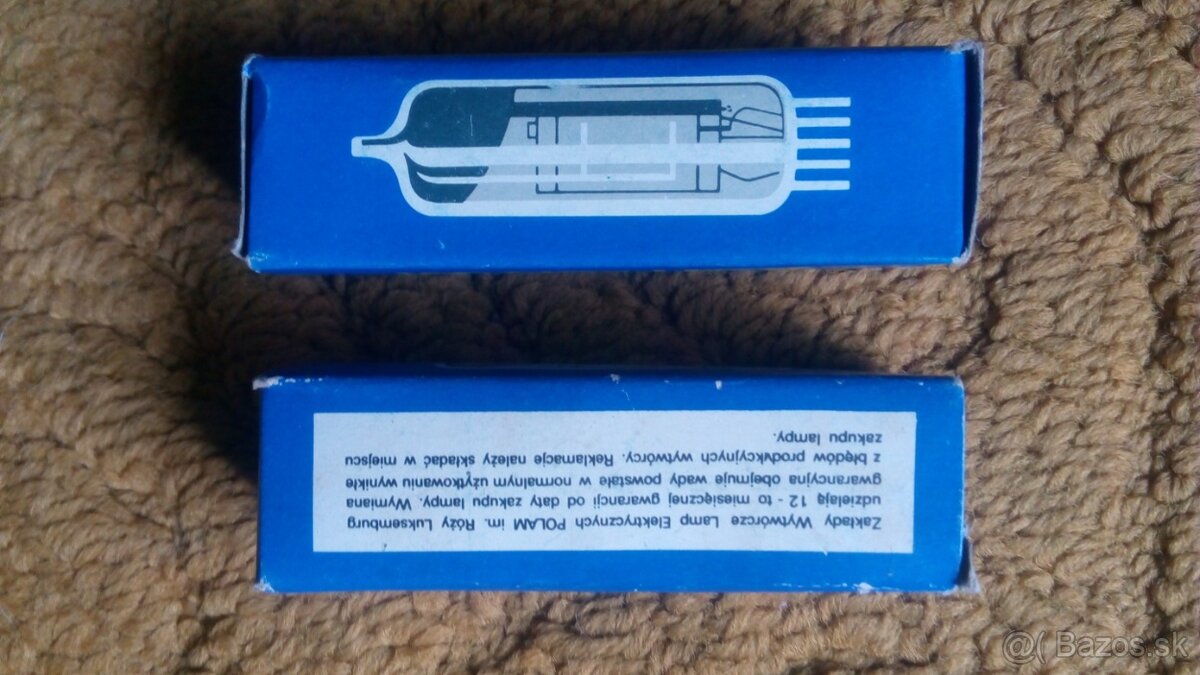 Zakłady Wytwórcze Lamp Elektrycznych POLAM im. Róży Luksemburg
udzielają 12 - to miesięcznej gwarancji od daty zakupu lampy. Wymiana
gwarancyjna obejmuje wady powstałe w normalnym użytkowaniu wynikłe
z błędów produkcyjnych wytwórcy. Reklamacje należy składać w miejscu
zakupu lampy.
@( Bazos.sk